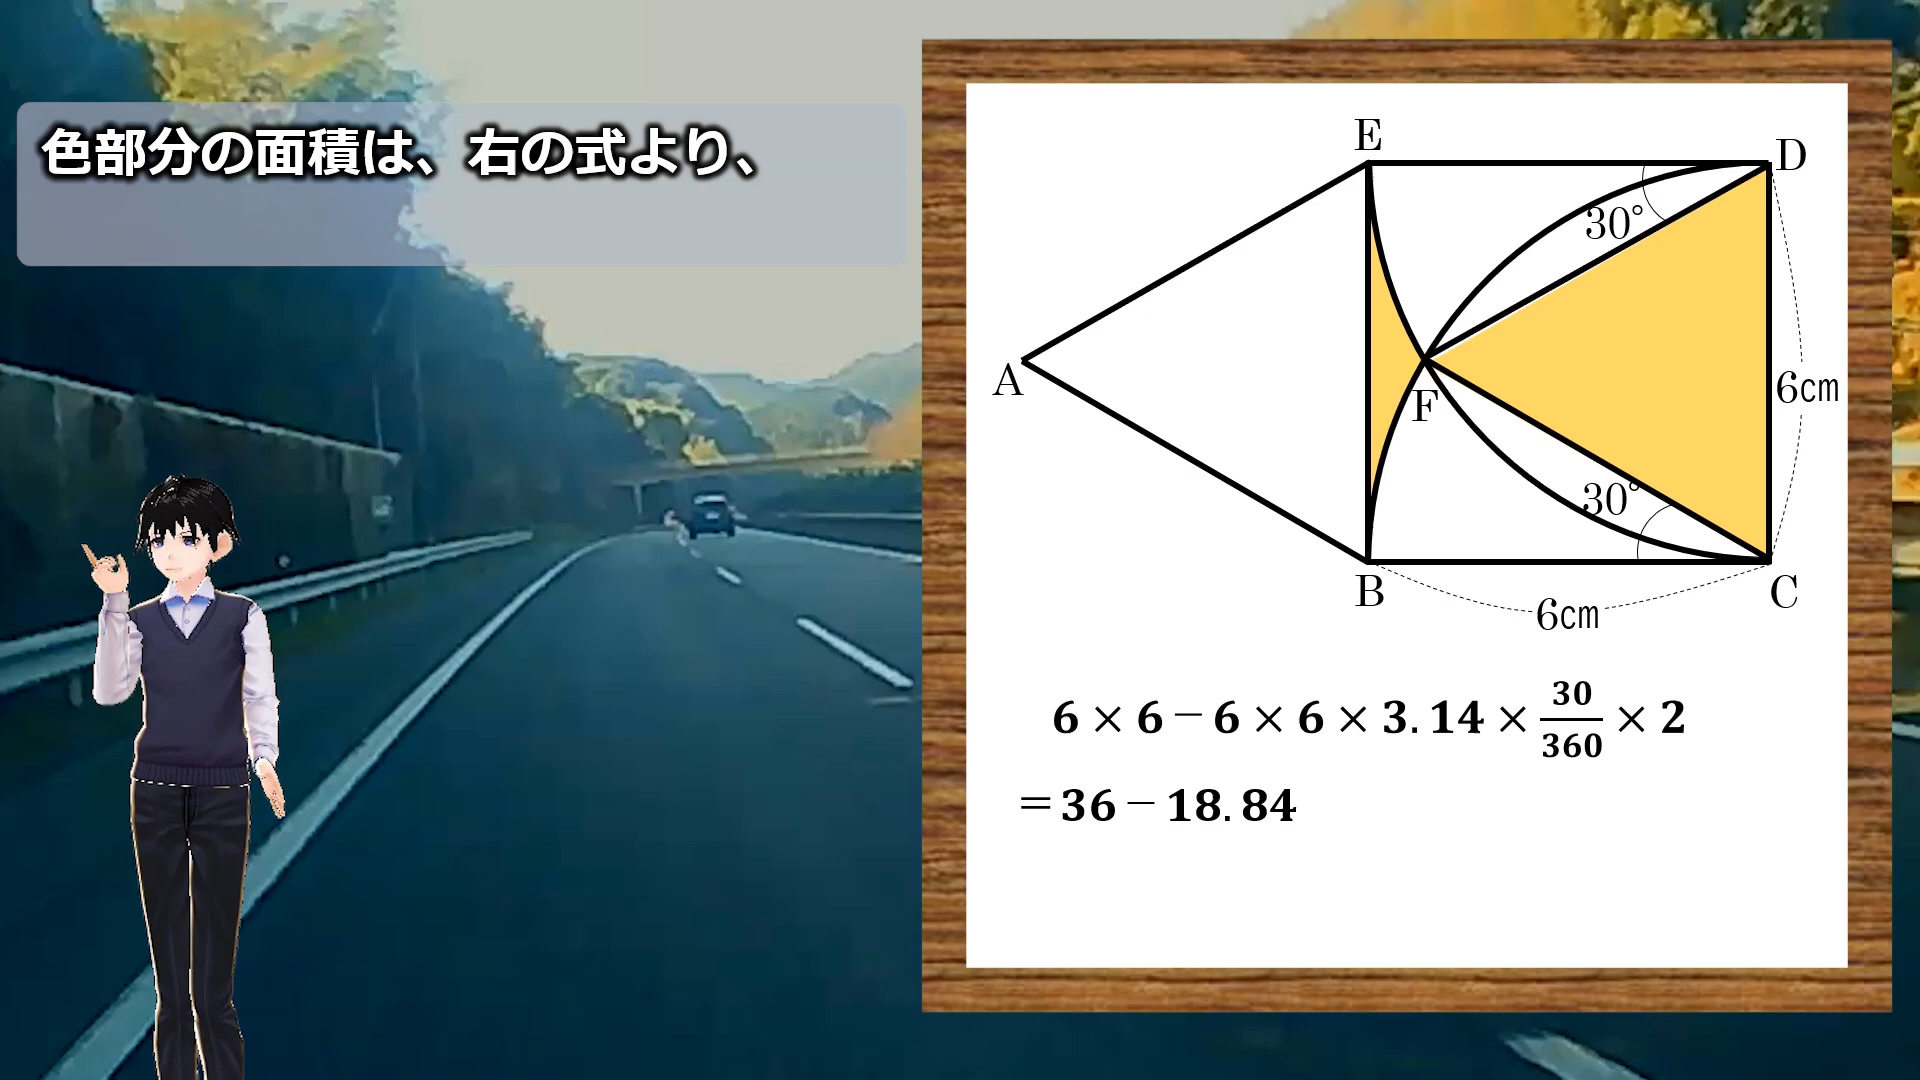 色部分の面積は、右の式より、
E
D
30°
A
F
6cm
30°
B
C
6cm
6 × 6 − 6 × 6 × 3.14 × 30/360 × 2
= 36 − 18.84